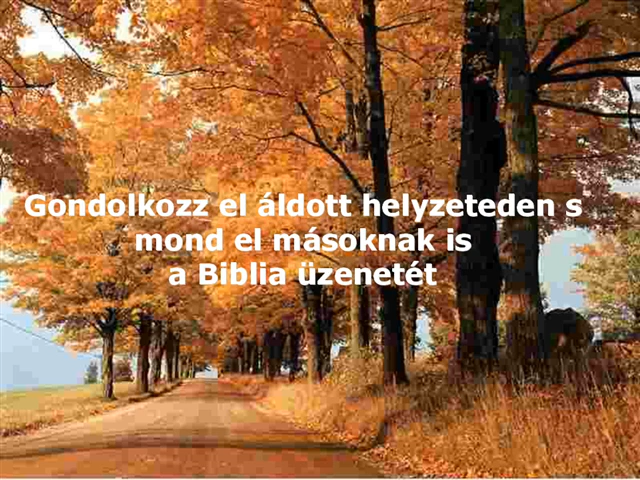 Gondolkozz el áldott helyzeteden s
mond el másoknak is
a Biblia üzenetét